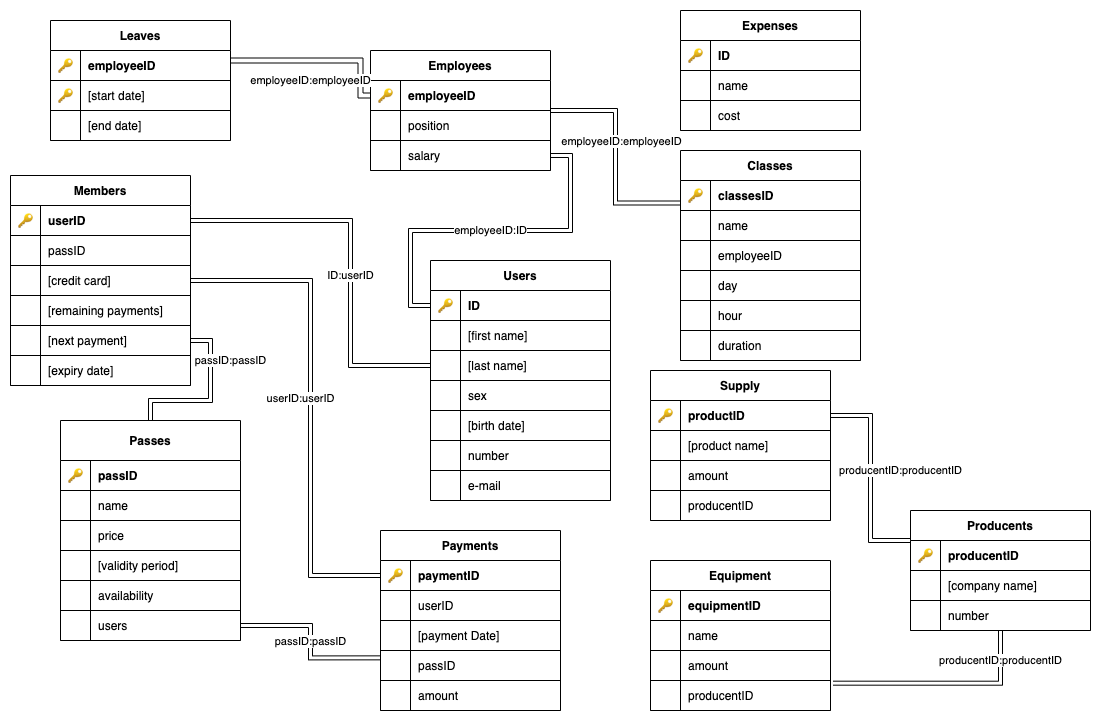 Leaves
employeeID
[start date]
[end date]
employeeID:employeeID
Employees
employeeID
position
salary
employeeID:employeeID
employeeID:ID
Expenses
ID
name
cost
Classes
classesID
name
employeeID
day
hour
duration
Members
userID
passID
[credit card]
[remaining payments]
[next payment]
[expiry date]
ID:userID
passID:passID
userID:userID
Users
ID
[first name]
[last name]
sex
[birth date]
number
e-mail
Passes
passID
name
price
[validity period]
availability
users
passID:passID
Payments
paymentID
userID
[payment Date]
passID
amount
Supply
productID
[product name]
amount
producentID
producentID:producentID
Producents
producentID
[company name]
number
producentID:producentID
Equipment
equipmentID
name
amount
producentID